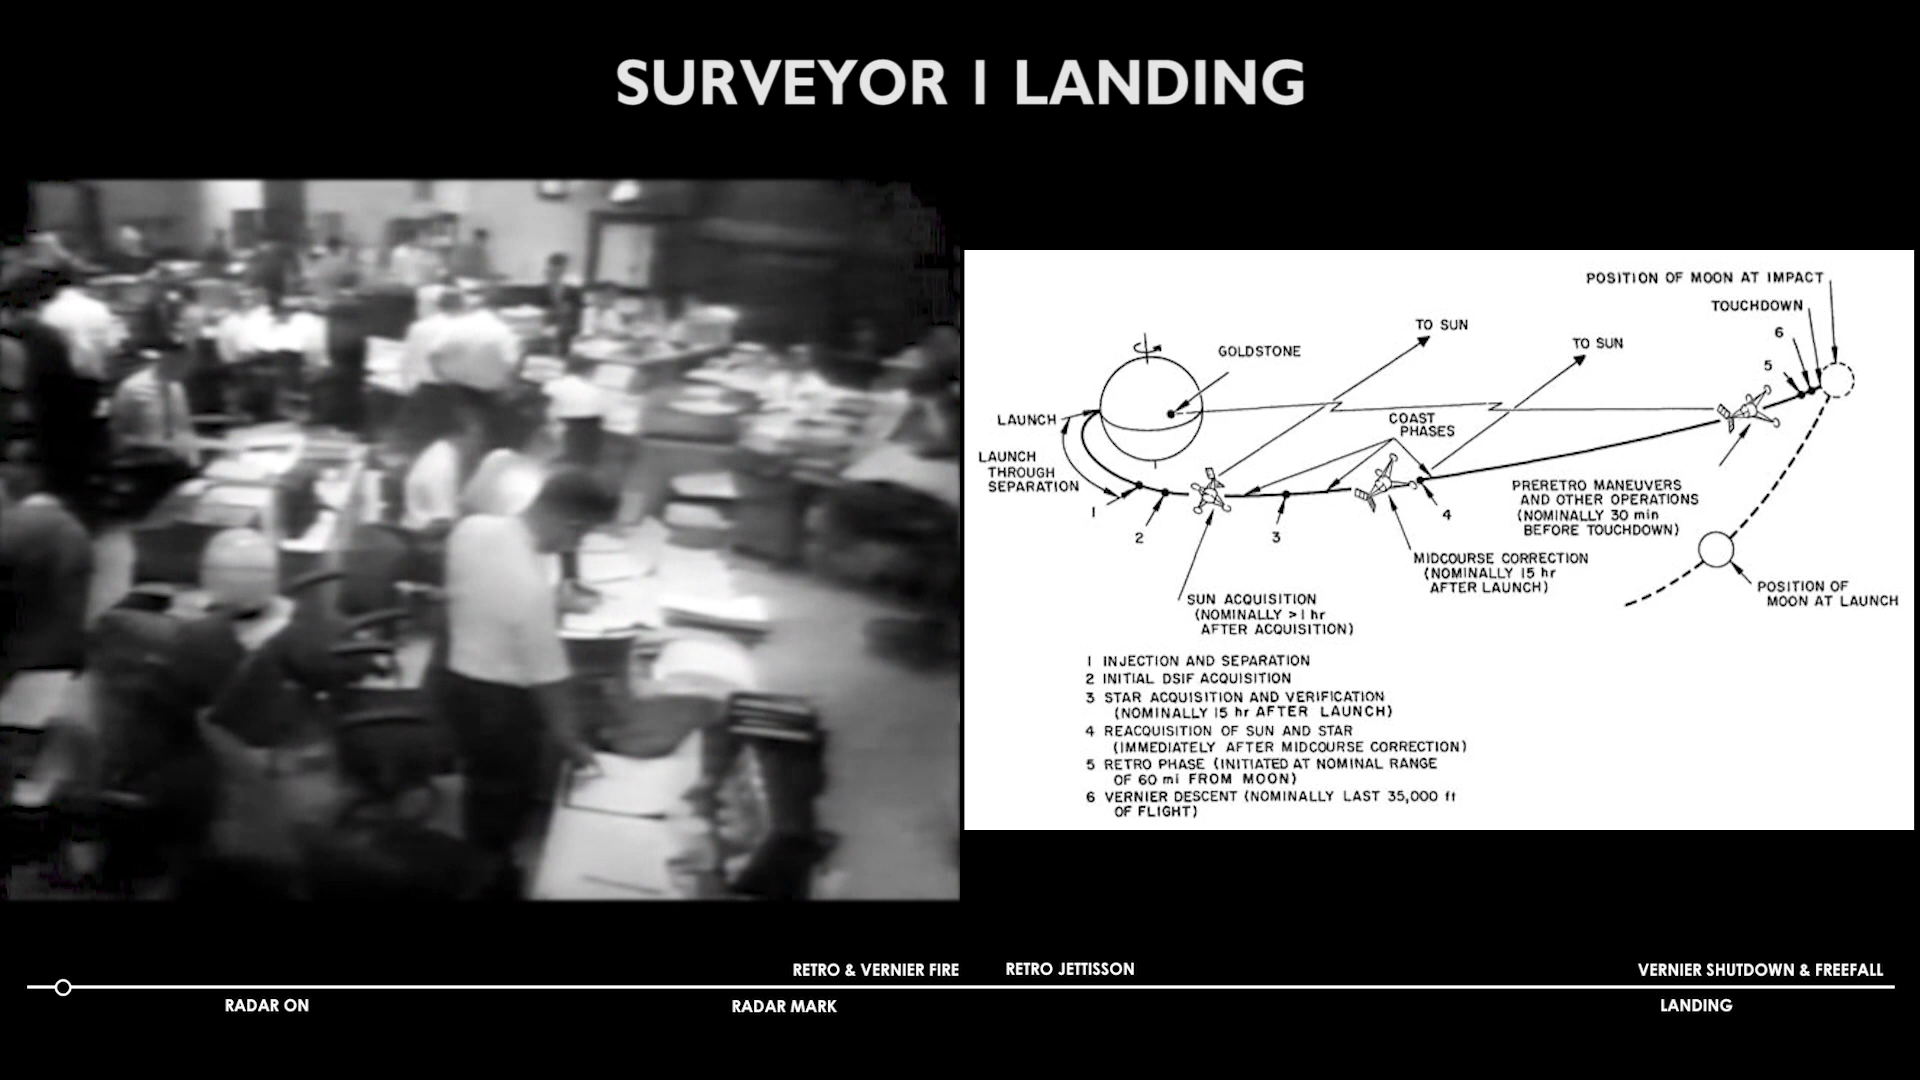 SURVEYOR I LANDING
POSITION OF MOON AT IMPACT
TOUCHDOWN
6
5
TO SUN
TO SUN
GOLDSTONE
LAUNCH
COAST
PHASES
LAUNCH
THROUGH
SEPARATION
1
2
3
4
PRERETRO MANEUVERS
AND OTHER OPERATIONS
(NOMINALLY 30 min
BEFORE TOUCHDOWN)
MIDCOURSE CORRECTION
(NOMINALLY 15 hr
AFTER LAUNCH)
POSITION OF
MOON AT LAUNCH
SUN ACQUISITION
(NOMINALLY >1 hr
AFTER ACQUISITION)
1 INJECTION AND SEPARATION
2 INITIAL DSIF ACQUISITION
3 STAR ACQUISITION AND VERIFICATION
(NOMINALLY 15 hr AFTER LAUNCH)
4 REACQUISITION OF SUN AND STAR
(IMMEDIATELY AFTER MIDCOURSE CORRECTION)
5 RETRO PHASE (INITIATED AT NOMINAL RANGE
OF 60 mi FROM MOON)
6 VERNIER DESCENT (NOMINALLY LAST 35,000 ft
OF FLIGHT)
RETRO & VERNIER FIRE
RETRO JETTISSON
VERNIER SHUTDOWN & FREEFALL
RADAR ON
RADAR MARK
LANDING